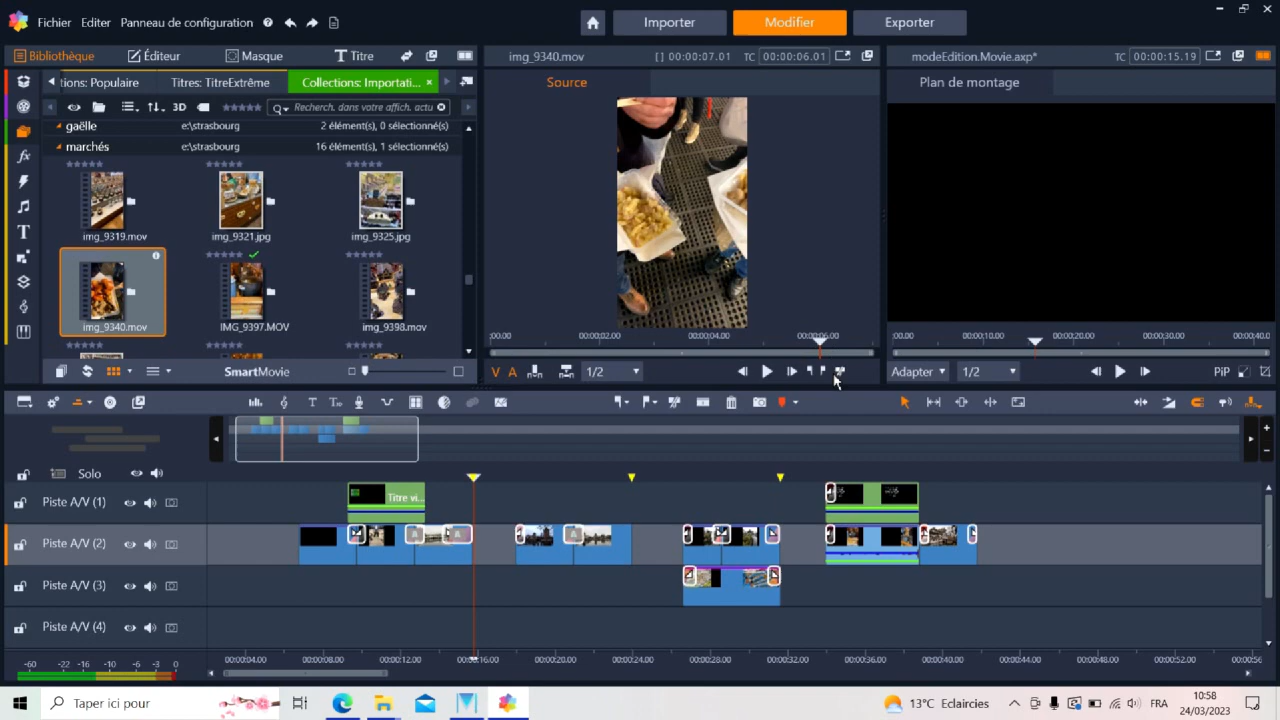 Fichier Editer Panneau de configuration
Importer Modifier Exporter
Bibliothèque Éditeur Masque Titre
img_9340.mov [] 00:00:07.01 TC 00:00:06.01
modeEdition.Movie.axp* TC 00:00:15.19
tions: Populaire Titres: TitreExtrême Collections: Importati... ×
Source
Plan de montage
3D Recherch. dans votre affich. actu
gaëlle e:\strasbourg 2 élément(s), 0 sélectionné(s)
marchés e:\strasbourg 16 élément(s), 1 sélectionné(s)
img_9319.mov img_9321.jpg img_9325.jpg
img_9340.mov IMG_9397.MOV img_9398.mov
:00.00 00:00:02.00 00:00:04.00 00:00:06.00
:00.00 00:00:10.00 00:00:20.00 00:00:30.00 00:00:40.0
SmartMovie
V A 1/2
Adapter 1/2 PiP
Solo
Piste A/V (1)
Titre vi...
Piste A/V (2)
Piste A/V (3)
Piste A/V (4)
00:00:04.00 00:00:08.00 00:00:12.00 00:00:16.00 00:00:20.00 00:00:24.00 00:00:28.00 00:00:32.00 00:00:36.00 00:00:40.00 00:00:44.00 00:00:48.00 00:00:52.00 00:00:56
-60 -22 -16 -10 -6 -3 0
Taper ici pour
13°C Eclaircies
FRA
10:58
24/03/2023